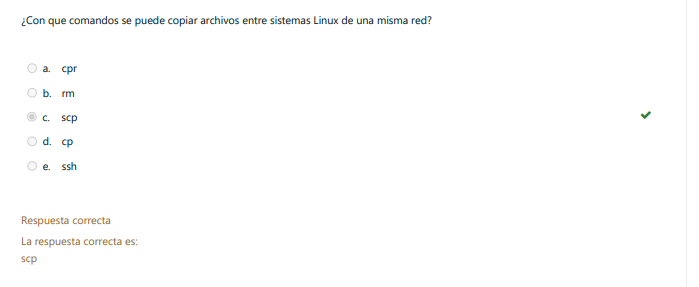 ¿Con que comandos se puede copiar archivos entre sistemas Linux de una misma red?
a. cpr
b. rm
c. scp
d. cp
e. ssh
Respuesta correcta
La respuesta correcta es:
scp